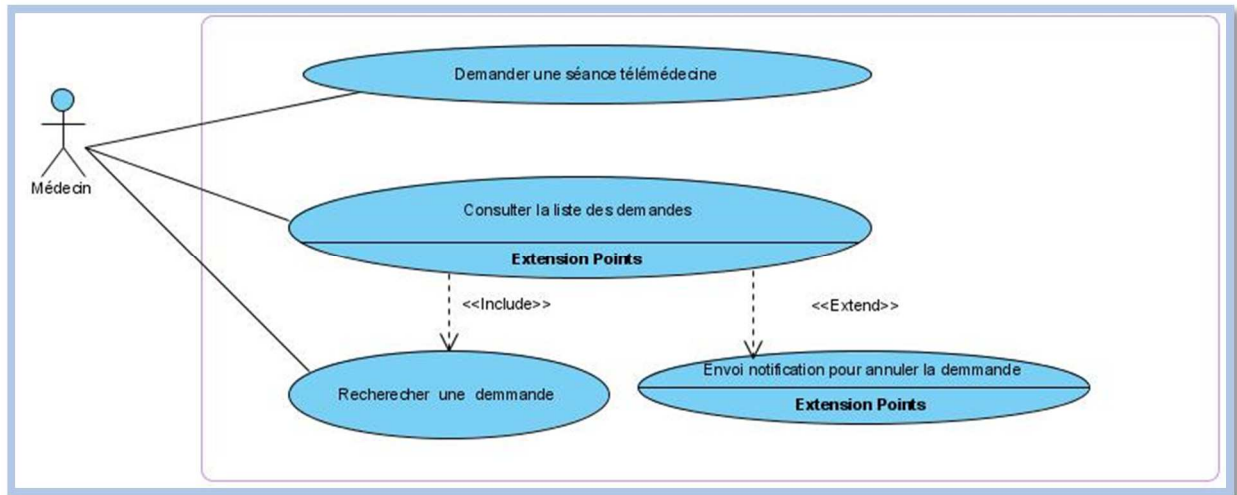 Demander une séance télémédecine
Médecin
Consulter la liste des demandes
Extension Points
<<Include>>
<<Extend>>
Envoi notification pour annuler la demmande
Recherecher une demmande
Extension Points